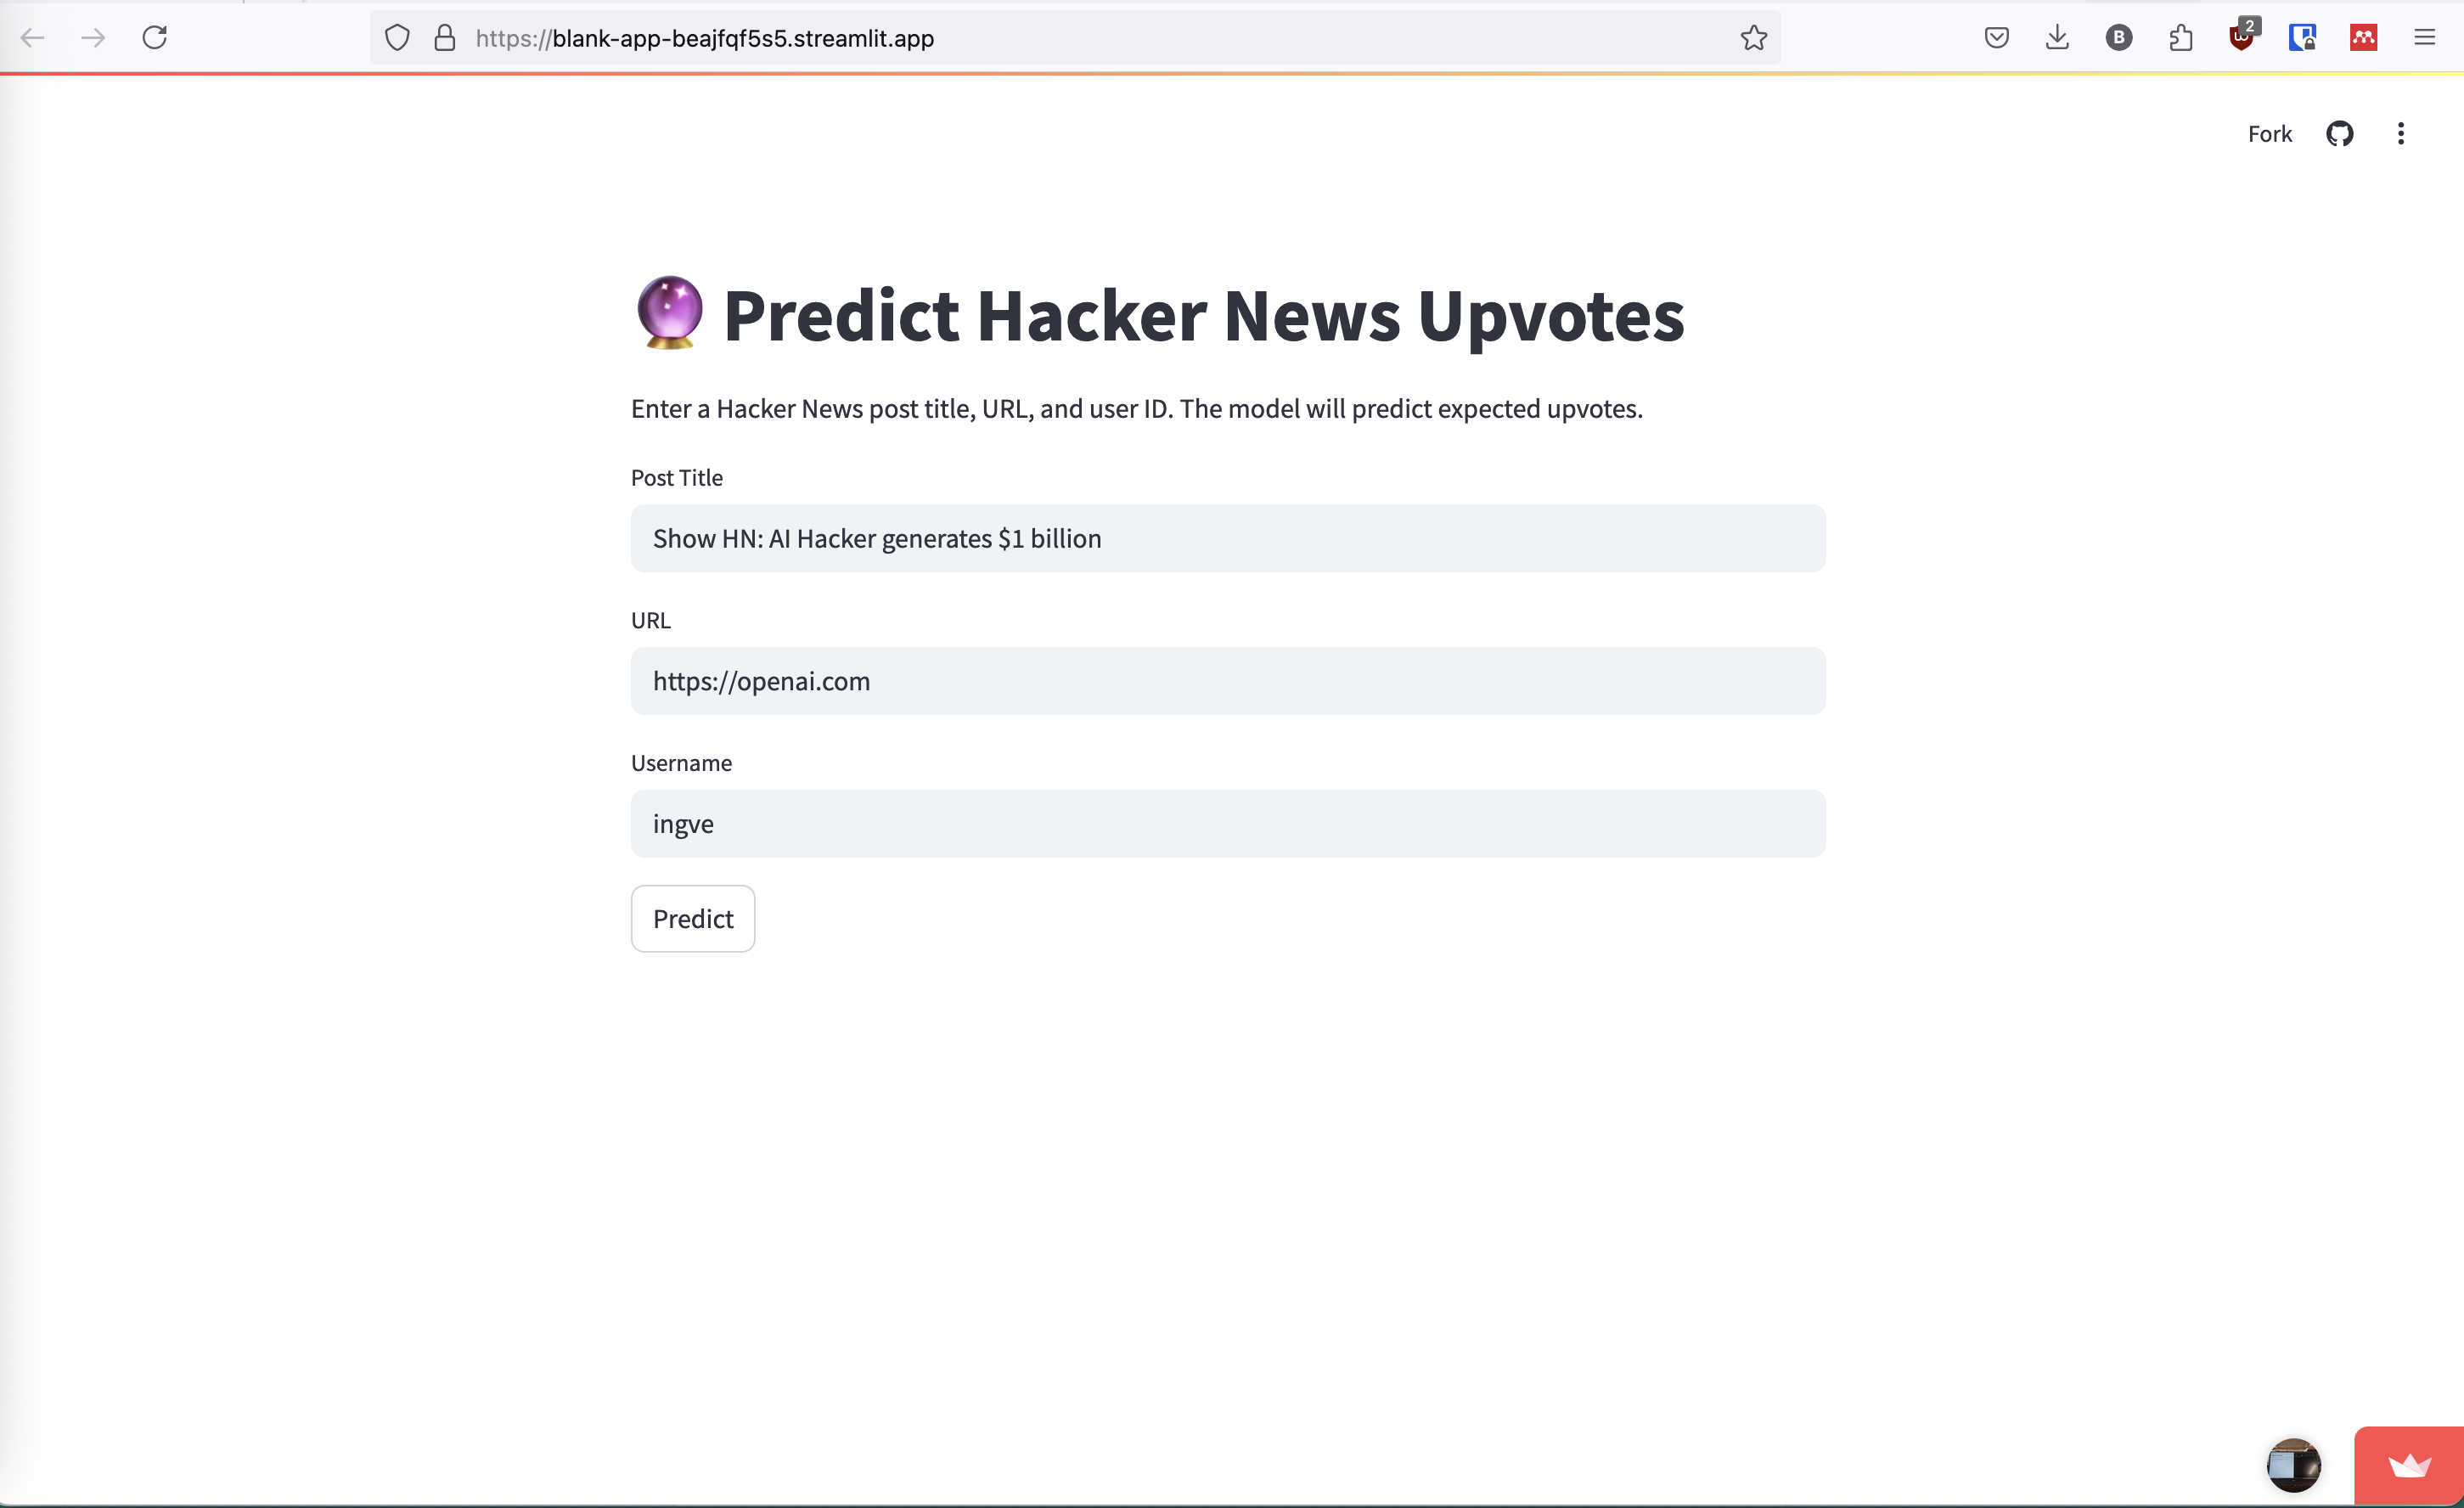 https://blank-app-beajfqf5s5.streamlit.app
B
2
Fork
Predict Hacker News Upvotes
Enter a Hacker News post title, URL, and user ID. The model will predict expected upvotes.
Post Title
Show HN: AI Hacker generates $1 billion
URL
https://openai.com
Username
ingve
Predict